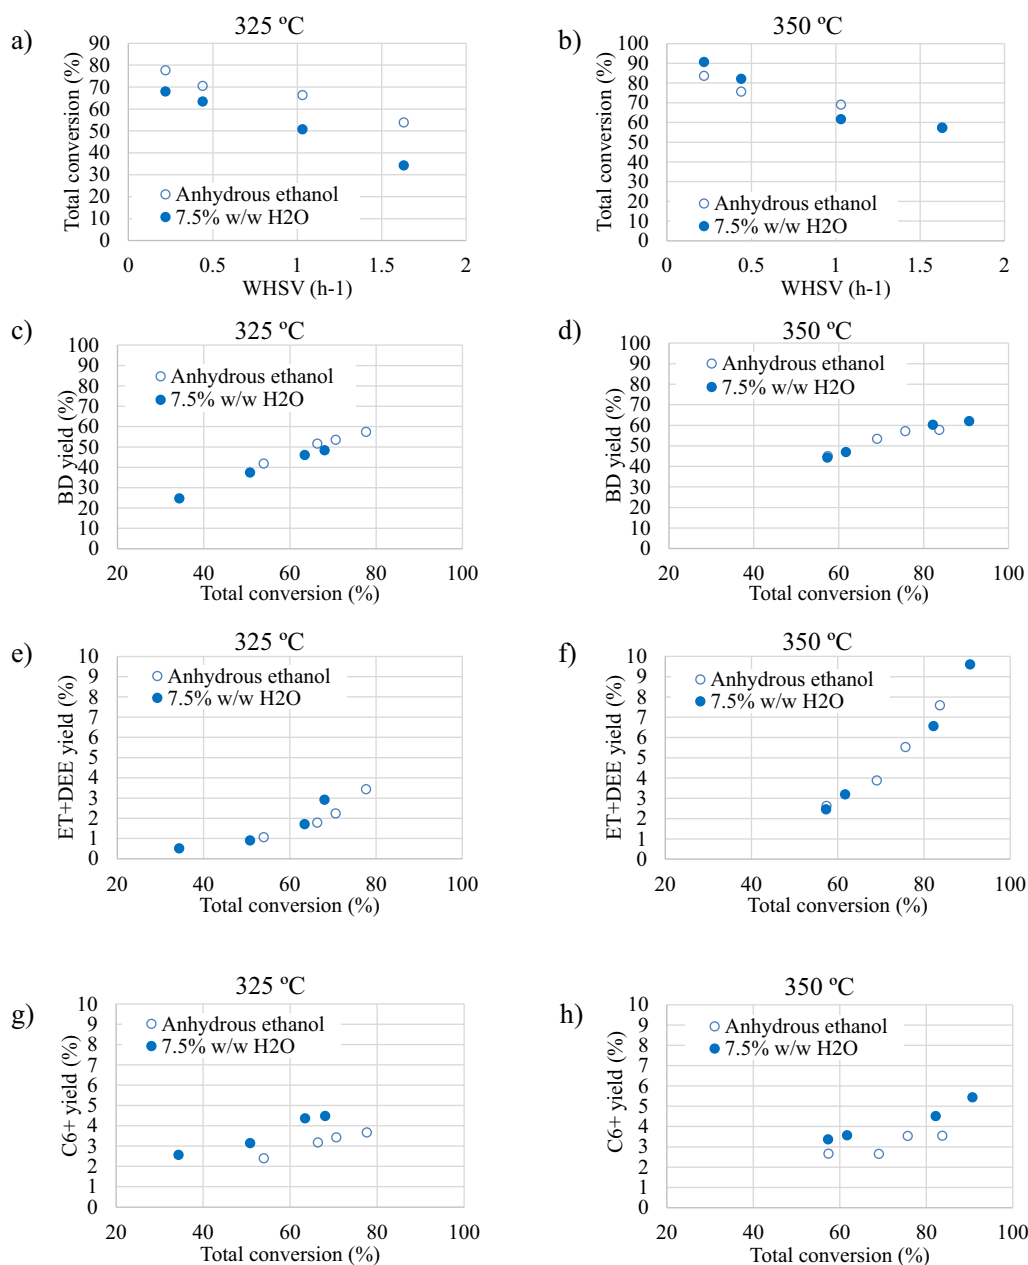 a)
325 ºC
Total conversion (%)
90
80
70
60
50
40
30
20
10
0
Anhydrous ethanol
7.5% w/w H2O
0 0.5 1 1.5 2
WHSV (h-1)
b)
350 ºC
Total conversion (%)
100
90
80
70
60
50
40
30
20
10
0
Anhydrous ethanol
7.5% w/w H2O
0 0.5 1 1.5 2
WHSV (h-1)
c)
325 ºC
BD yield (%)
100
90
80
70
60
50
40
30
20
10
0
Anhydrous ethanol
7.5% w/w H2O
20 40 60 80 100
Total conversion (%)
d)
350 ºC
BD yield (%)
100
90
80
70
60
50
40
30
20
10
0
Anhydrous ethanol
7.5% w/w H2O
20 40 60 80 100
Total conversion (%)
e)
325 ºC
ET+DEE yield (%)
10
9
8
7
6
5
4
3
2
1
0
Anhydrous ethanol
7.5% w/w H2O
20 40 60 80 100
Total conversion (%)
f)
350 ºC
ET+DEE yield (%)
10
9
8
7
6
5
4
3
2
1
0
Anhydrous ethanol
7.5% w/w H2O
20 40 60 80 100
Total conversion (%)
g)
325 ºC
C6+ yield (%)
10
9
8
7
6
5
4
3
2
1
0
Anhydrous ethanol
7.5% w/w H2O
20 40 60 80 100
Total conversion (%)
h)
350 ºC
C6+ yield (%)
10
9
8
7
6
5
4
3
2
1
0
Anhydrous ethanol
7.5% w/w H2O
20 40 60 80 100
Total conversion (%)